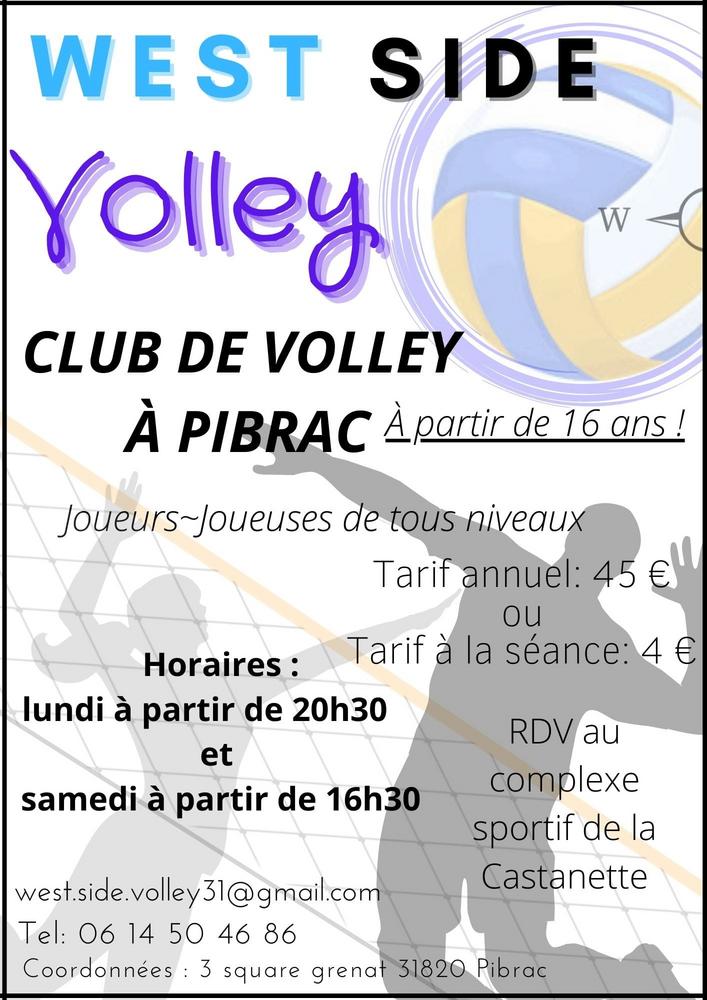 WEST SIDE
Volley
W
CLUB DE VOLLEY
À PIBRAC
À partir de 16 ans !
Joueurs~Joueuses de tous niveaux
Tarif annuel: 45 €
ou
Tarif à la séance: 4 €
Horaires :
lundi à partir de 20h30
et
samedi à partir de 16h30
RDV au
complexe
sportif de la
Castanette
west.side.volley31@gmail.com
Tel: 06 14 50 46 86
Coordonnées : 3 square grenat 31820 Pibrac